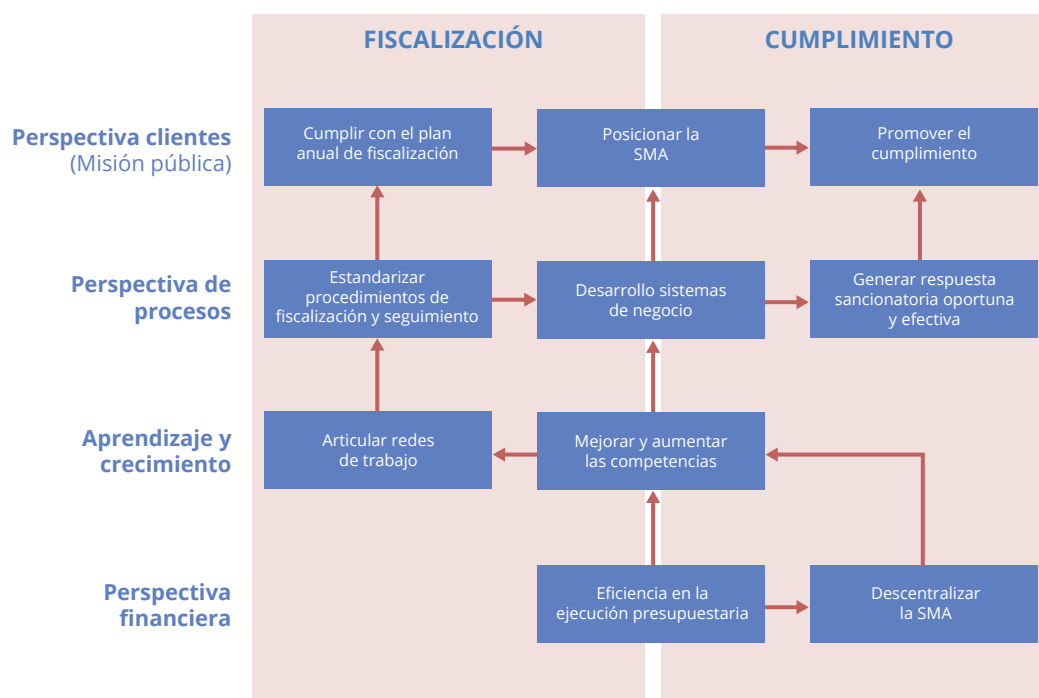 FISCALIZACIÓN
CUMPLIMIENTO
Perspectiva clientes
(Misión pública)
Cumplir con el plan
anual de fiscalización
Posicionar la
SMA
Promover el
cumplimiento
Perspectiva de
procesos
Estandarizar
procedimientos de
fiscalización y seguimiento
Desarrollo sistemas
de negocio
Generar respuesta
sancionatoria oportuna
y efectiva
Aprendizaje y
crecimiento
Articular redes
de trabajo
Mejorar y aumentar
las competencias
Perspectiva
financiera
Eficiencia en la
ejecución presupuestaria
Descentralizar
la SMA